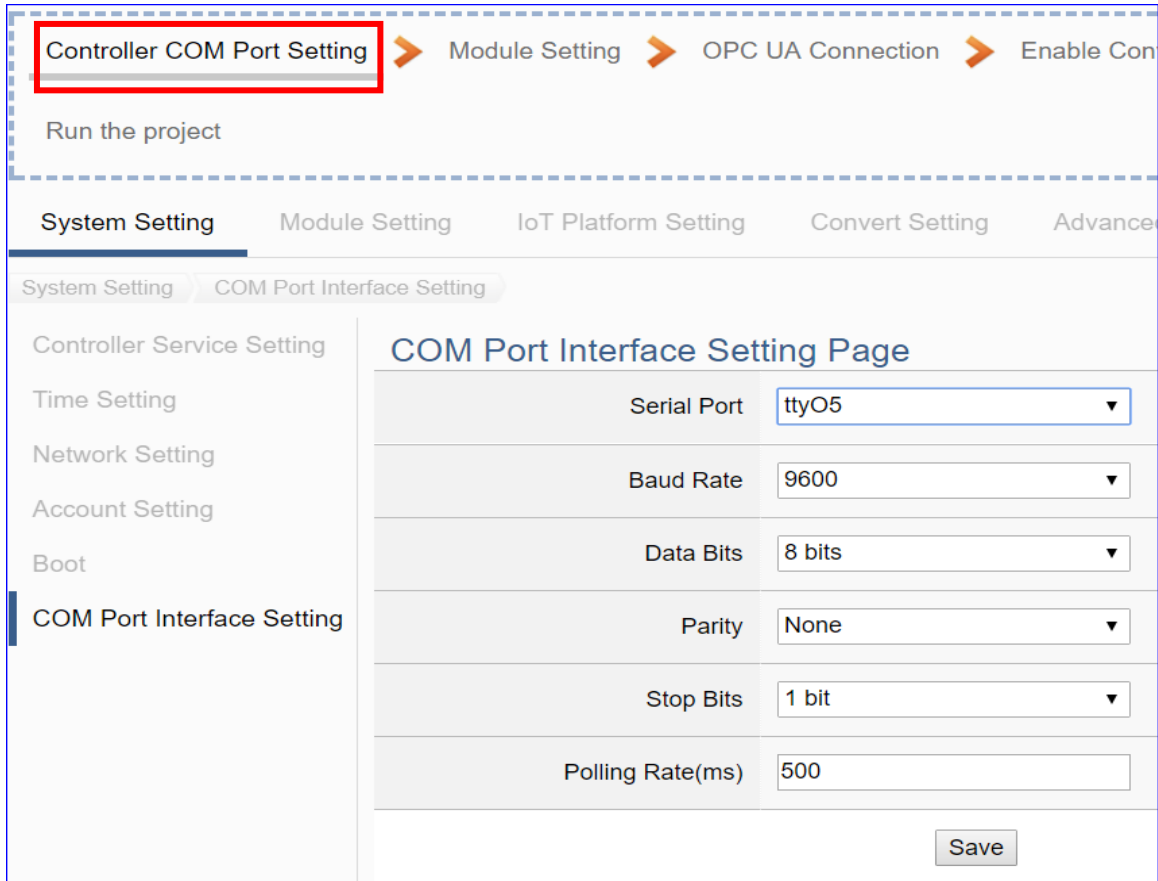 Controller COM Port Setting Module Setting OPC UA Connection Enable Con
Run the project
System Setting Module Setting IoT Platform Setting Convert Setting Advanced
System Setting COM Port Interface Setting
Controller Service Setting
Time Setting
Network Setting
Account Setting
Boot
COM Port Interface Setting
COM Port Interface Setting Page
Serial Port ttyO5
Baud Rate 9600
Data Bits 8 bits
Parity None
Stop Bits 1 bit
Polling Rate(ms) 500
Save